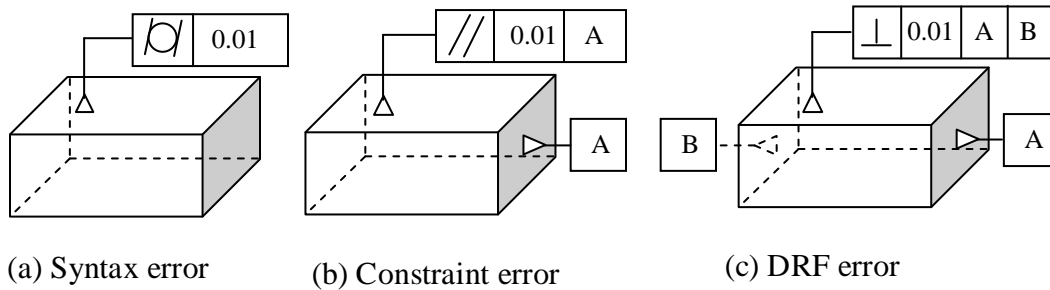 0.01
0.01 A
0.01 A B
A
B
A
(a) Syntax error
(b) Constraint error
(c) DRF error